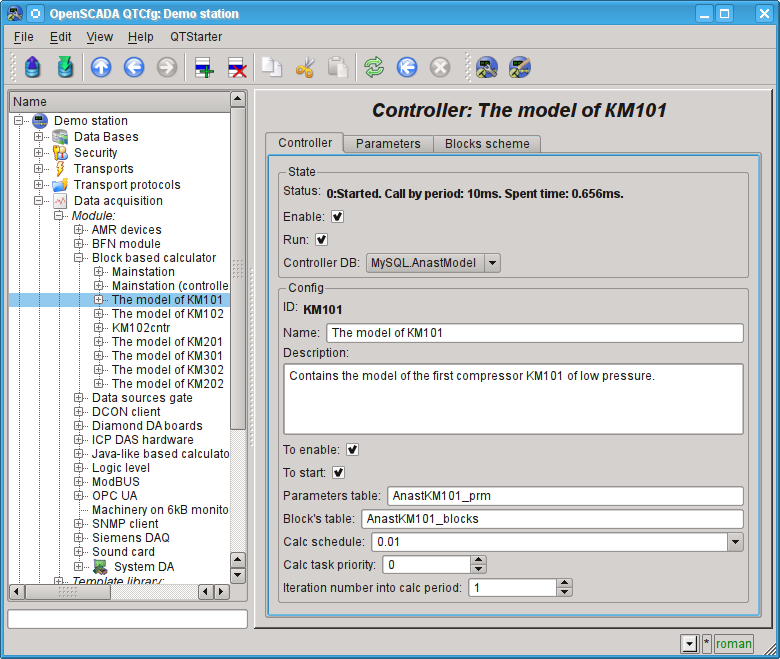 OpenSCADA QTCfg: Demo station
File Edit View Help QTStarter
Name
Demo station
Data Bases
Security
Transports
Transport protocols
Data acquisition
Module:
AMR devices
BFN module
Block based calculator
Mainstation
Mainstation (controlle
The model of KM101
The model of KM102
KM102cntr
The model of KM201
The model of KM301
The model of KM302
The model of KM202
Data sources gate
DCON client
Diamond DA boards
ICP DAS hardware
Java-like based calculato
Logic level
ModBUS
OPC UA
Machinery on 6kB monito
SNMP client
Siemens DAQ
Sound card
System DA
Template library:
Controller: The model of KM101
Controller Parameters Blocks scheme
State
Status: 0:Started. Call by period: 10ms. Spent time: 0.656ms.
Enable:
Run:
Controller DB: MySQL.AnastModel
Config
ID: KM101
Name: The model of KM101
Description:
Contains the model of the first compressor KM101 of low pressure.
To enable:
To start:
Parameters table: AnastKM101_prm
Block's table: AnastKM101_blocks
Calc schedule: 0.01
Calc task priority: 0
Iteration number into calc period: 1
* roman